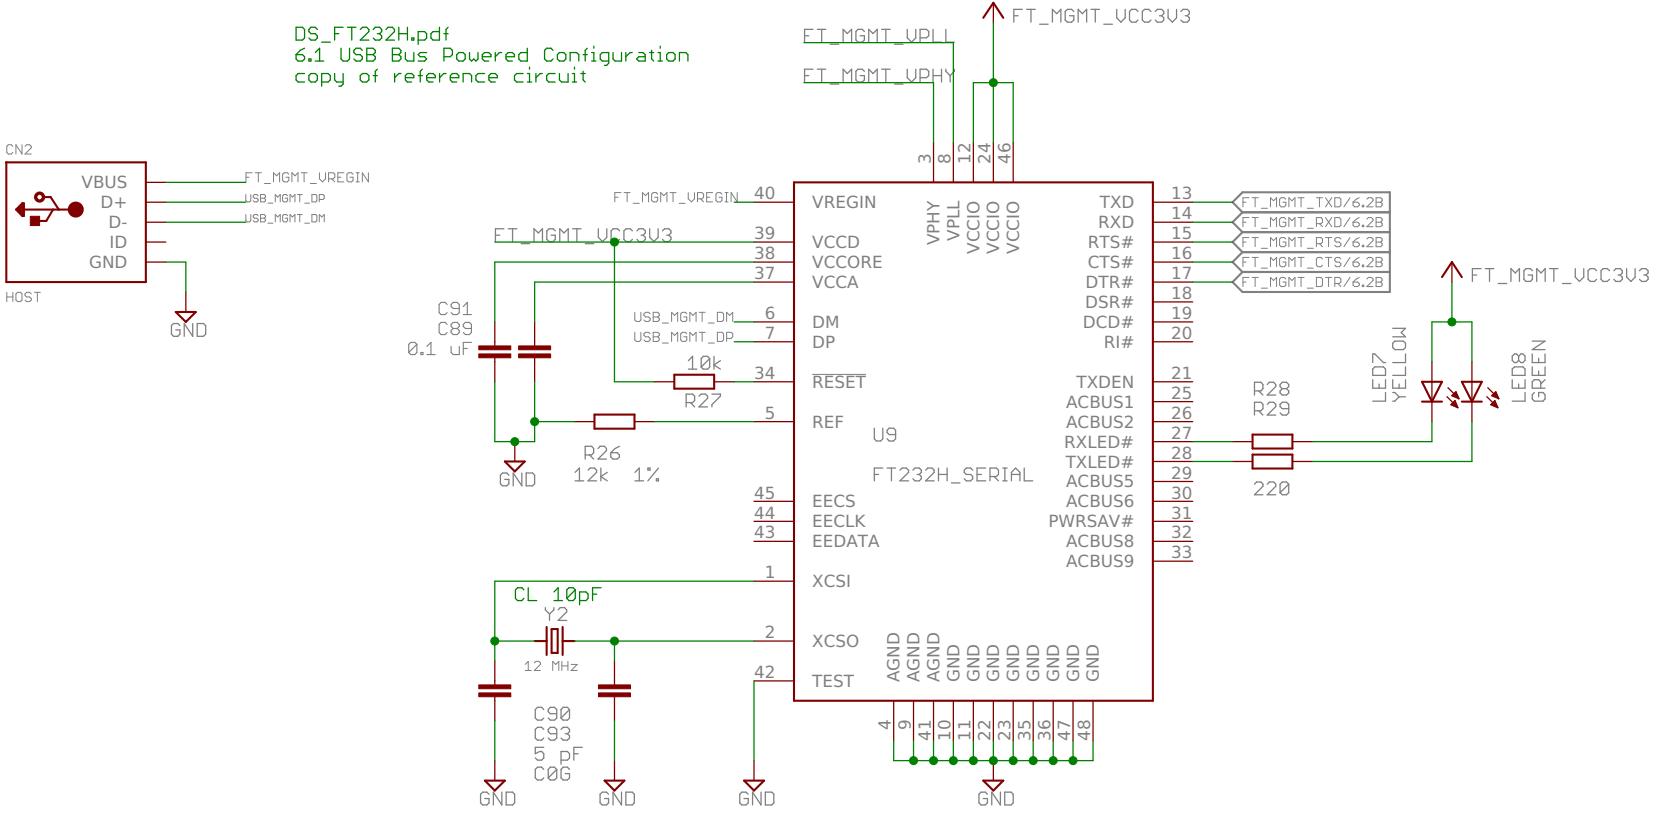 DS_FT232H.pdf
6.1 USB Bus Powered Configuration
copy of reference circuit
FT_MGMT_VCC3V3
FT_MGMT_VPLL
FT_MGMT_VPHY
CN2
VBUS
D+
D-
ID
GND
HOST
FT_MGMT_VREGIN
USB_MGMT_DP
USB_MGMT_DM
GND
3
8
12
24
46
VPHY
VPLL
VCCIO
VCCIO
VCCIO
FT_MGMT_VREGIN 40 VREGIN
FT_MGMT_VCC3V3 39 VCCD
38 VCCORE
37 VCCA
USB_MGMT_DM 6 DM
USB_MGMT_DP 7 DP
34 RESET
5 REF
45 EECS
44 EECLK
43 EEDATA
1 XCSI
2 XCSO
42 TEST
C91
C89
0.1 uF
10k
R27
R26
12k 1%
GND
U9
FT232H_SERIAL
TXD 13 FT_MGMT_TXD/6.2B
RXD 14 FT_MGMT_RXD/6.2B
RTS# 15 FT_MGMT_RTS/6.2B
CTS# 16 FT_MGMT_CTS/6.2B
DTR# 17 FT_MGMT_DTR/6.2B
DSR# 18
DCD# 19
RI# 20
TXDEN 21
ACBUS1 25
ACBUS2 26
RXLED# 27
TXLED# 28
ACBUS5 29
ACBUS6 30
PWRSAV# 31
ACBUS8 32
ACBUS9 33
FT_MGMT_VCC3V3
LED7
YELLOW
LED8
GREEN
R28
R29
220
CL 10pF
Y2
12 MHz
C90
C93
5 pF
C0G
GND
GND
GND
AGND
AGND
AGND
GND
GND
GND
GND
GND
GND
GND
GND
4
9
41
10
11
22
23
35
36
47
48
GND